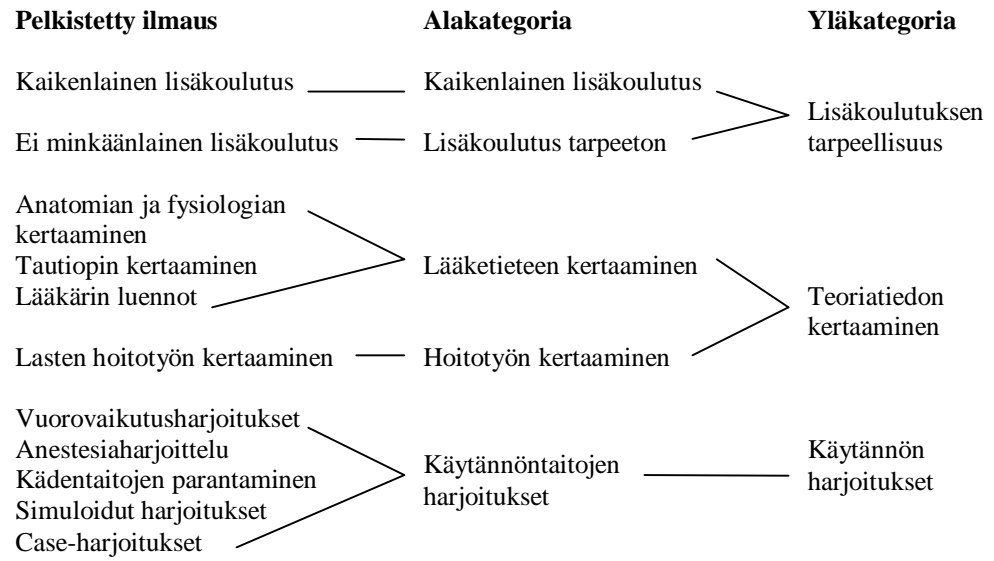 Pelkistetty ilmaus Alakategoria Yläkategoria
Kaikenlainen lisäkoulutus Kaikenlainen lisäkoulutus
Lisäkoulutuksen
tarpeellisuus
Ei minkäänlainen lisäkoulutus Lisäkoulutus tarpeeton
Anatomian ja fysiologian
kertaaminen
Tautiopin kertaaminen
Lääkärin luennot
Lääketieteen kertaaminen
Teoriatiedon
kertaaminen
Lasten hoitotyön kertaaminen Hoitotyön kertaaminen
Vuorovaikutusharjoitukset
Anestesiaharjoittelu
Kädentaitojen parantaminen
Simuloidut harjoitukset
Case-harjoitukset
Käytännöntaitojen
harjoitukset
Käytännön
harjoitukset